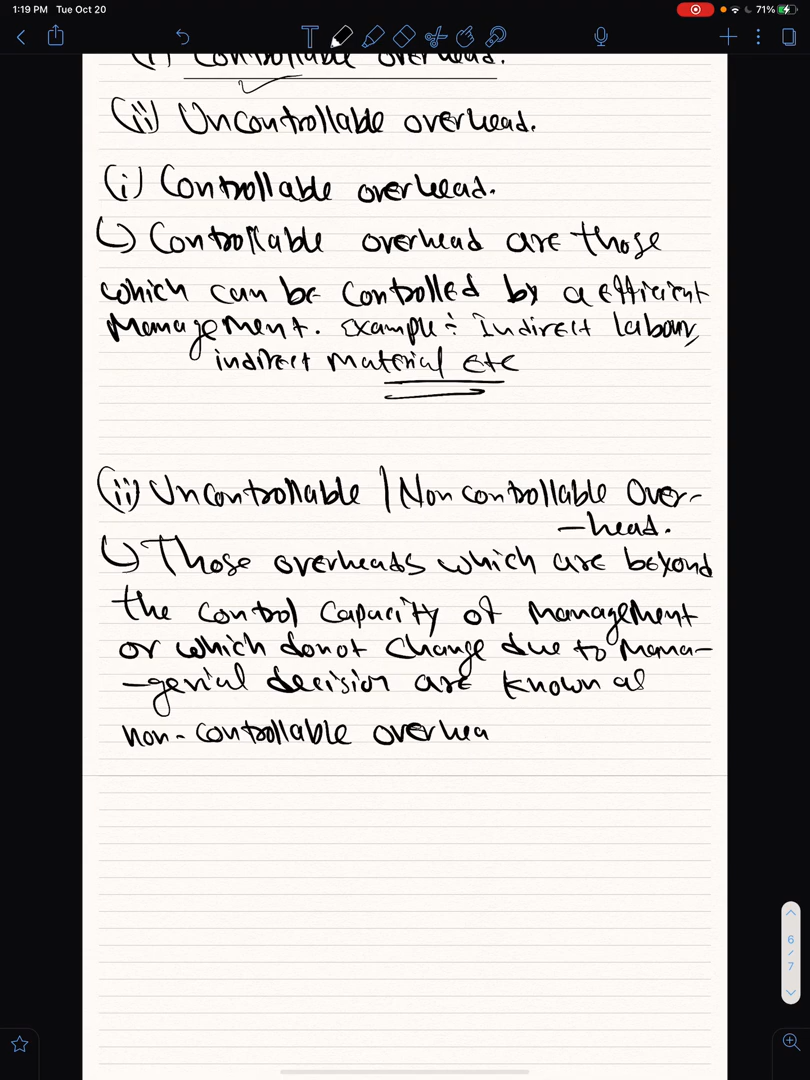 1:19 PM Tue Oct 20
71%
(i) Controllable overhead.
(ii) Uncontrollable overhead.
(i) Controllable overhead.
↳ Controllable overhead are those
which can be controlled by a efficient
Management. Example ÷ Indirect labour,
indirect Material etc
(ii) Uncontrollable | Non controllable Over-
-head.
↳ Those overheads which are beyond
the control capacity of management
or which donot change due to mana-
-gerial decision are known as
non-controllable overhea
6
/
7